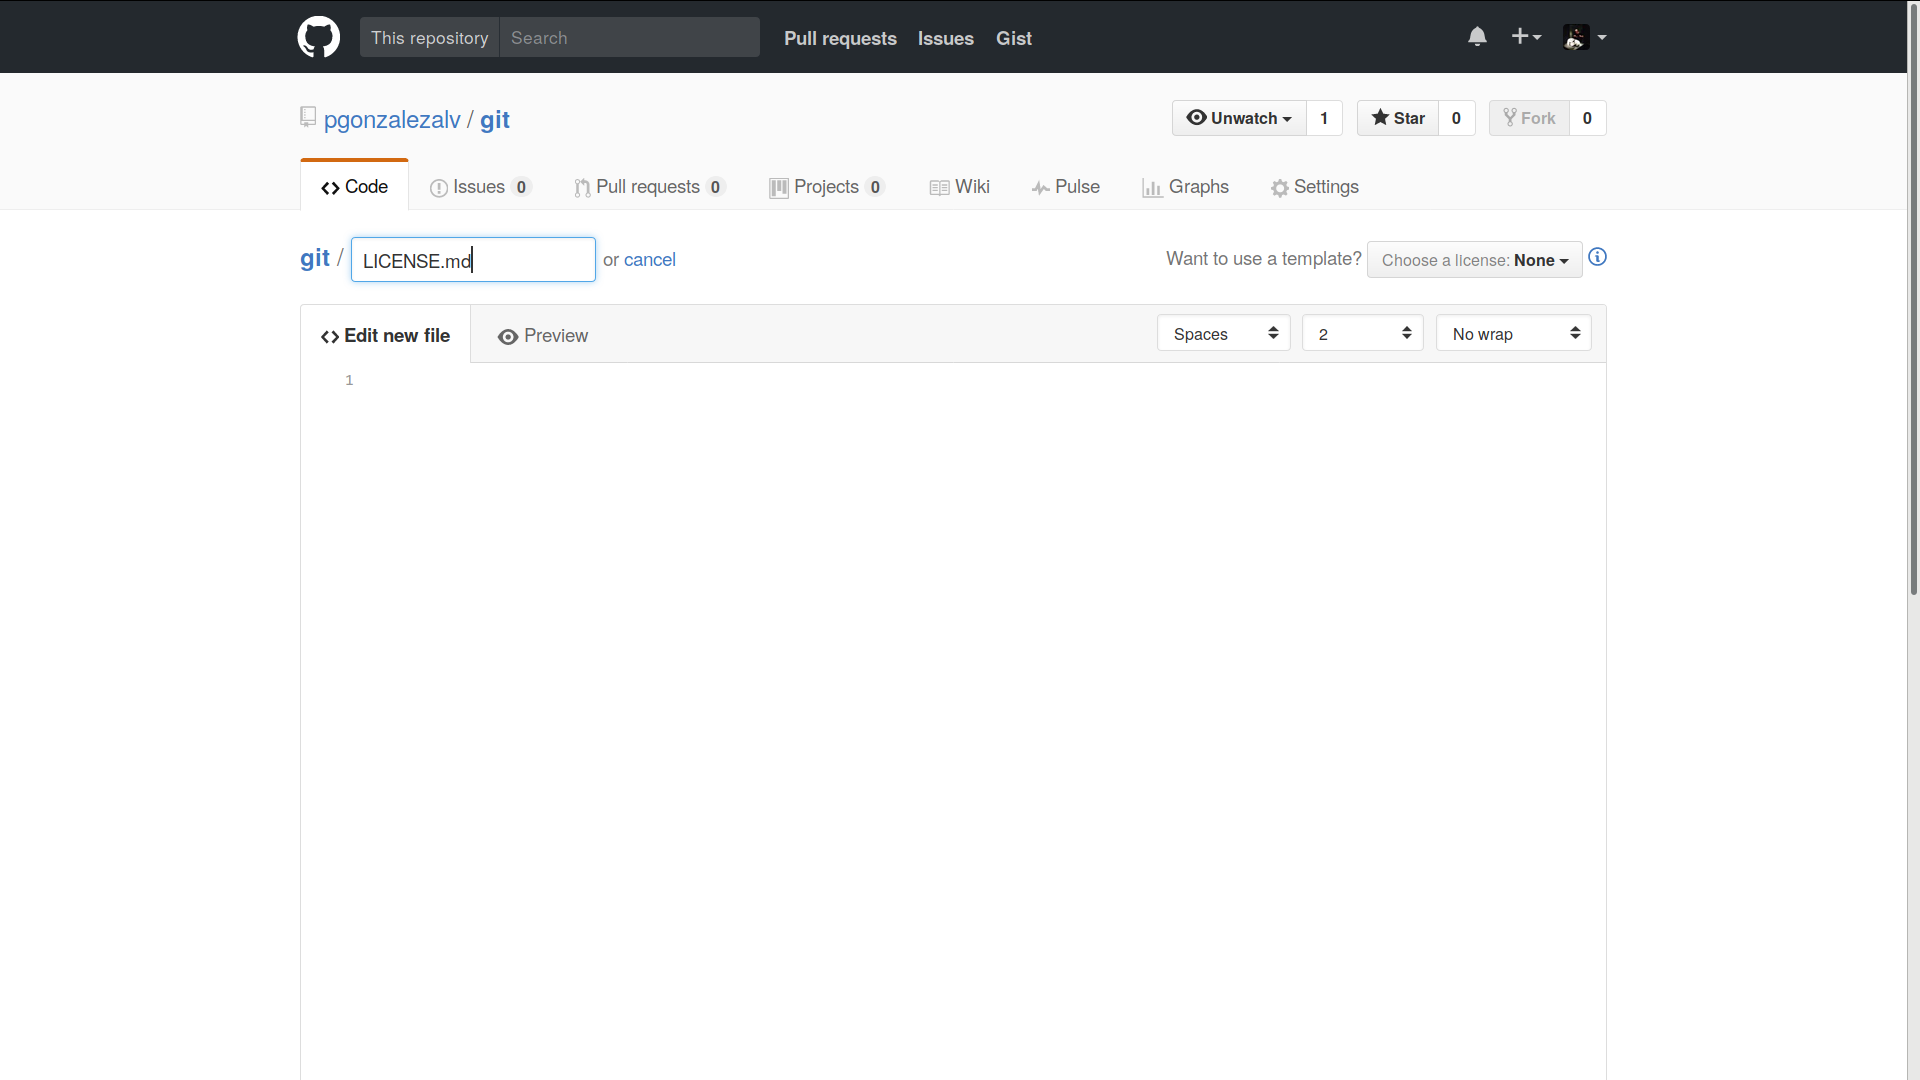 This repository Search Pull requests Issues Gist
pgonzalezalv / git Unwatch 1 Star 0 Fork 0
Code Issues 0 Pull requests 0 Projects 0 Wiki Pulse Graphs Settings
git / LICENSE.md or cancel Want to use a template? Choose a license: None
Edit new file Preview Spaces 2 No wrap
1